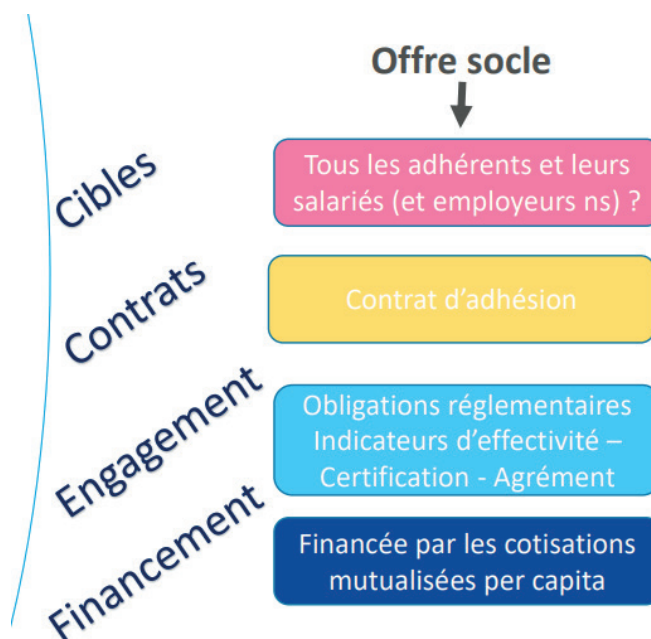 Offre socle
Cibles
Tous les adhérents et leurs
salariés (et employeurs ns) ?
Contrats
Contrat d’adhésion
Engagement
Obligations réglementaires
Indicateurs d’effectivité –
Certification - Agrément
Financement
Financée par les cotisations
mutualisées per capita